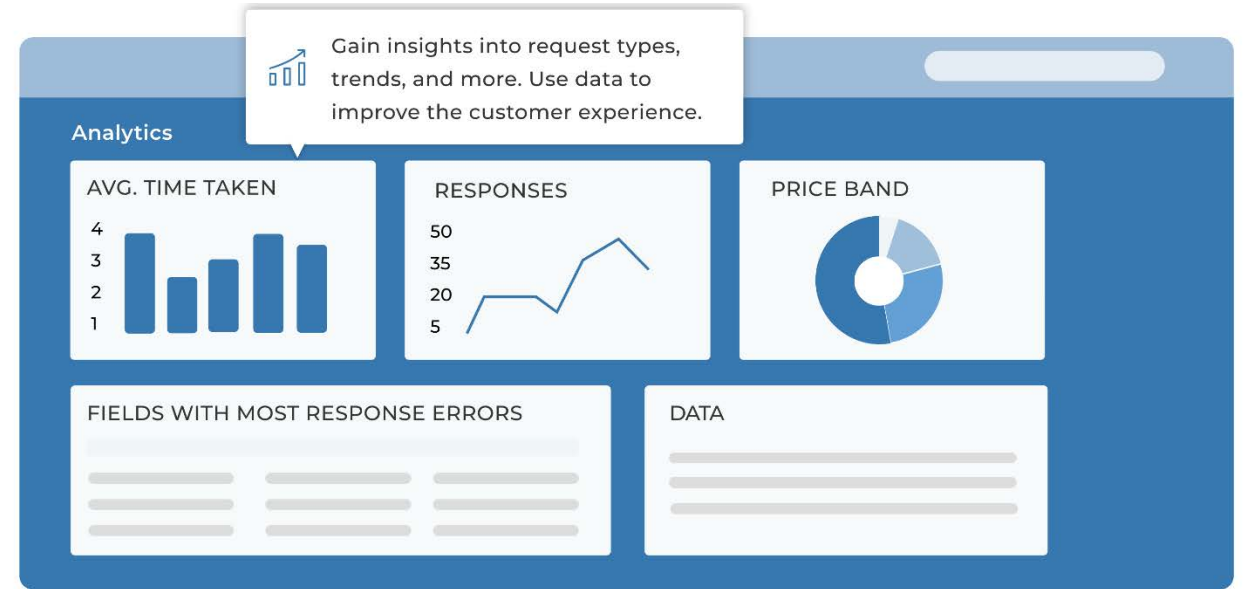 Gain insights into request types,
trends, and more. Use data to
improve the customer experience.
Analytics
AVG. TIME TAKEN
4
3
2
1
RESPONSES
50
35
20
5
PRICE BAND
FIELDS WITH MOST RESPONSE ERRORS
DATA